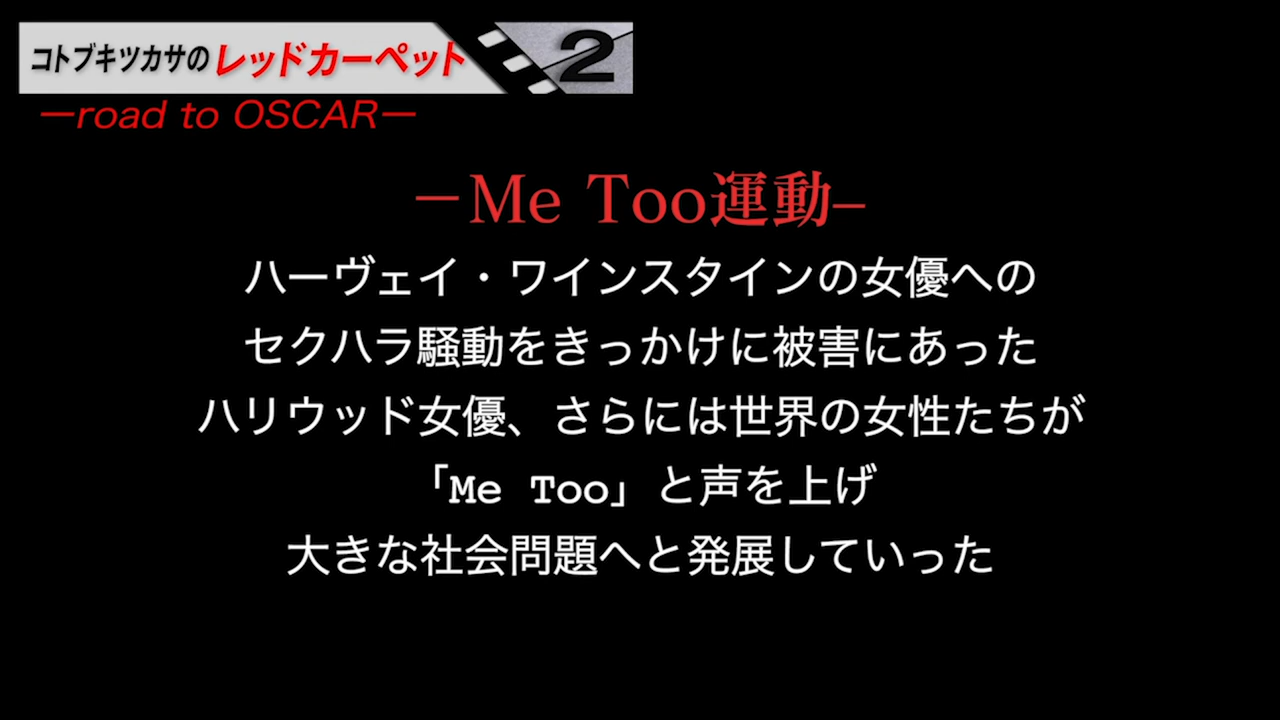 コトブキツカサのレッドカーペット2
ーroad to OSCARー
－Me Too運動–
ハーヴェイ・ワインスタインの女優への
セクハラ騒動をきっかけに被害にあった
ハリウッド女優、さらには世界の女性たちが
「Me Too」と声を上げ
大きな社会問題へと発展していった